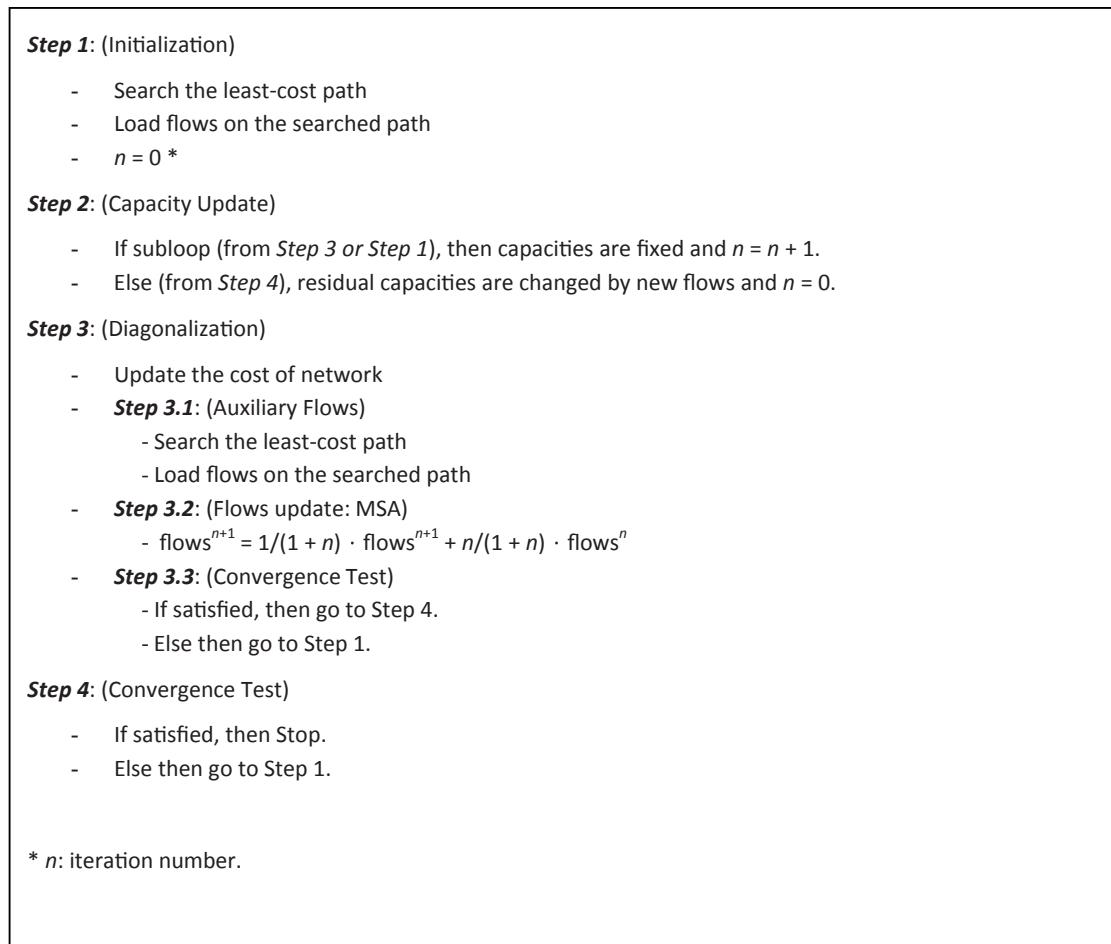 Step 1: (Initialization)
- Search the least-cost path
- Load flows on the searched path
- n = 0 *
Step 2: (Capacity Update)
- If subloop (from Step 3 or Step 1), then capacities are fixed and n = n + 1.
- Else (from Step 4), residual capacities are changed by new flows and n = 0.
Step 3: (Diagonalization)
- Update the cost of network
- Step 3.1: (Auxiliary Flows)
- Search the least-cost path
- Load flows on the searched path
- Step 3.2: (Flows update: MSA)
- flowsⁿ⁺¹ = 1/(1 + n) · flowsⁿ⁺¹ + n/(1 + n) · flowsⁿ
- Step 3.3: (Convergence Test)
- If satisfied, then go to Step 4.
- Else then go to Step 1.
Step 4: (Convergence Test)
- If satisfied, then Stop.
- Else then go to Step 1.
* n: iteration number.